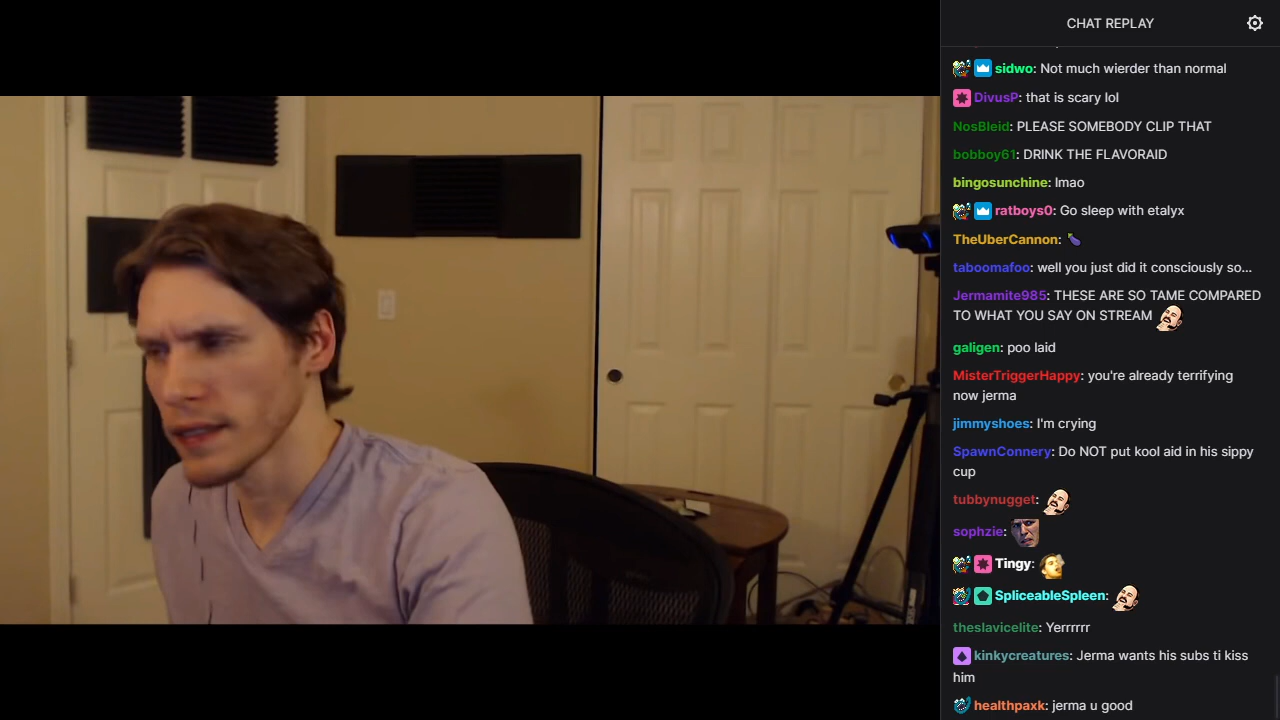 CHAT REPLAY
sidwo: Not much wierder than normal
DivusP: that is scary lol
NosBleid: PLEASE SOMEBODY CLIP THAT
bobboy61: DRINK THE FLAVORAID
bingosunchine: lmao
ratboys0: Go sleep with etalyx
TheUberCannon:
taboomafoo: well you just did it consciously so...
Jermamite985: THESE ARE SO TAME COMPARED
TO WHAT YOU SAY ON STREAM
galigen: poo laid
MisterTriggerHappy: you're already terrifying
now jerma
jimmyshoes: I'm crying
SpawnConnery: Do NOT put kool aid in his sippy
cup
tubbynugget:
sophzie:
Tingy:
SpliceableSpleen:
theslavicelite: Yerrrrrr
kinkycreatures: Jerma wants his subs ti kiss
him
healthpaxk: jerma u good